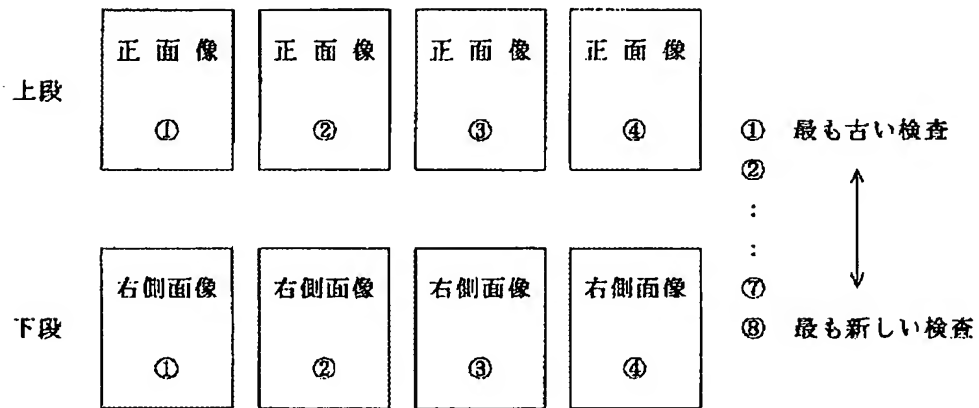 正面像 正面像 正面像 正面像
上段
① ② ③ ④
① 最も古い検査
②
:
:
⑦
⑧ 最も新しい検査
右側面像 右側面像 右側面像 右側面像
下段
① ② ③ ④